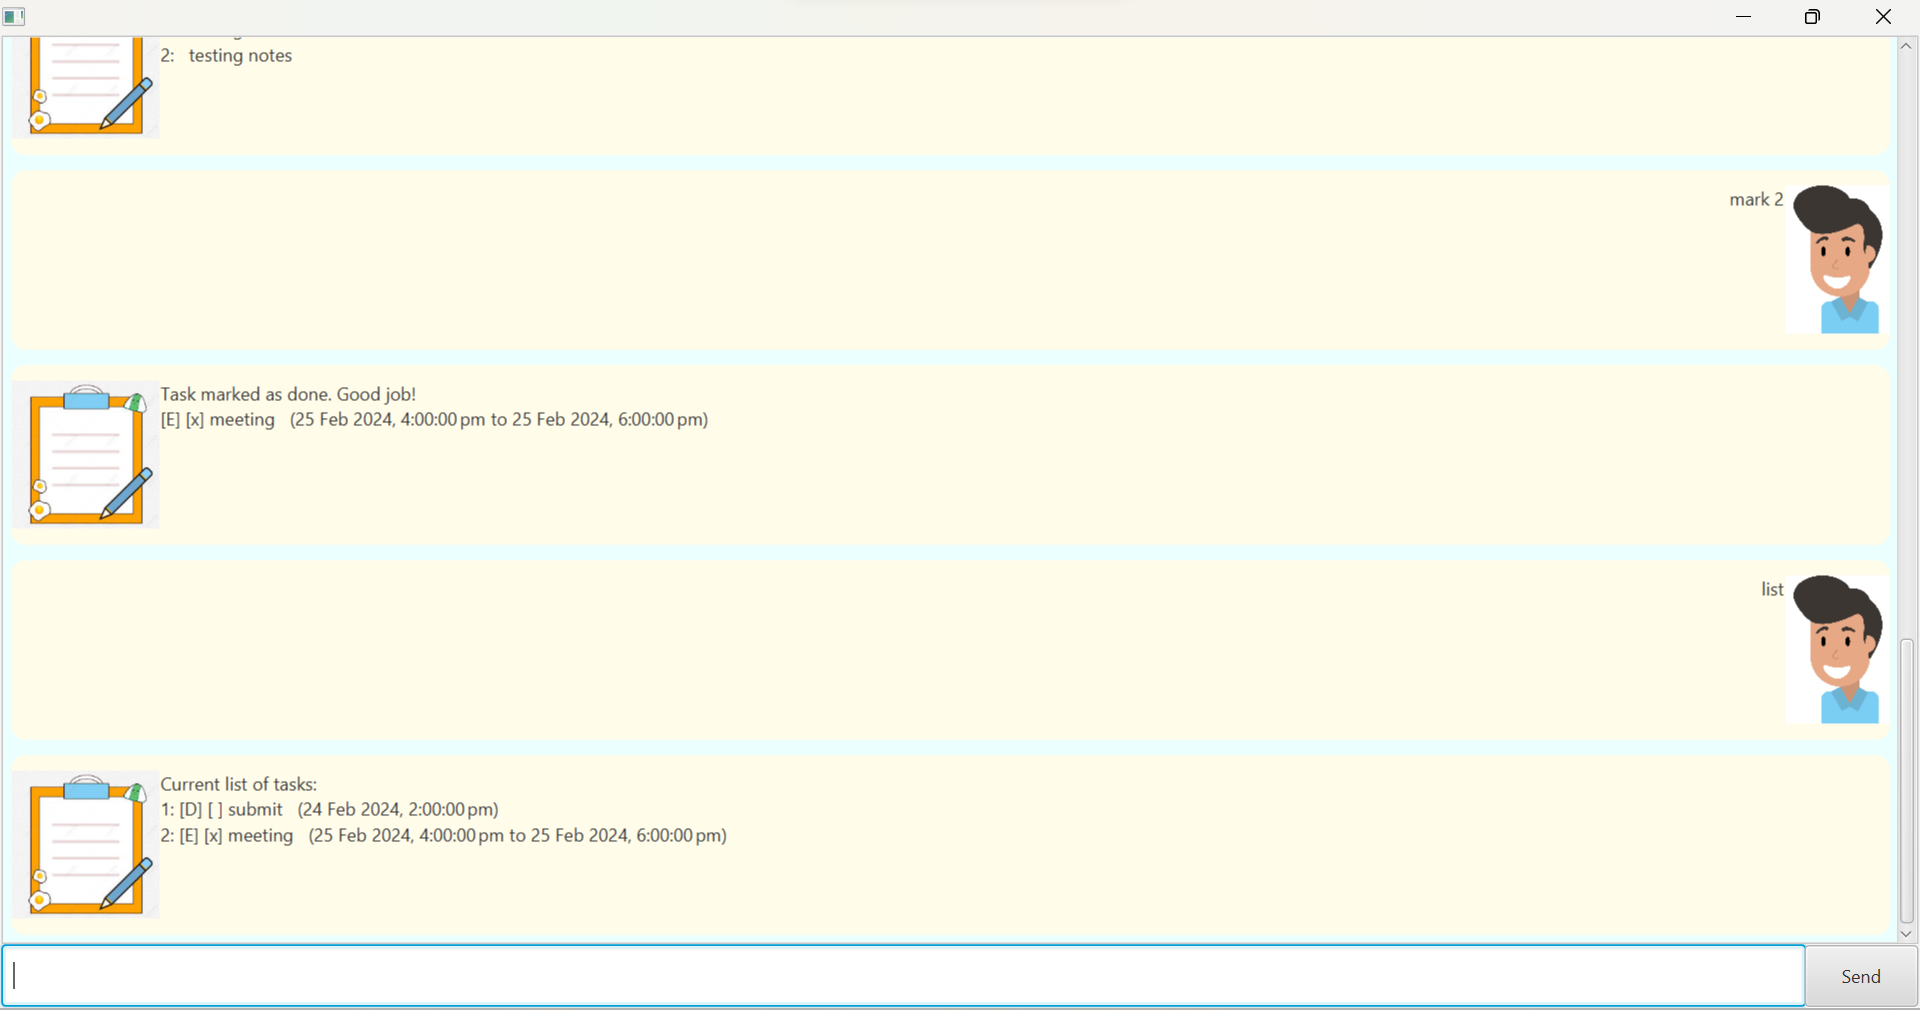 2:   testing notes
mark 2
Task marked as done. Good job!
[E] [x] meeting   (25 Feb 2024, 4:00:00 pm to 25 Feb 2024, 6:00:00 pm)
list
Current list of tasks:
1: [D] [ ] submit   (24 Feb 2024, 2:00:00 pm)
2: [E] [x] meeting   (25 Feb 2024, 4:00:00 pm to 25 Feb 2024, 6:00:00 pm)
Send